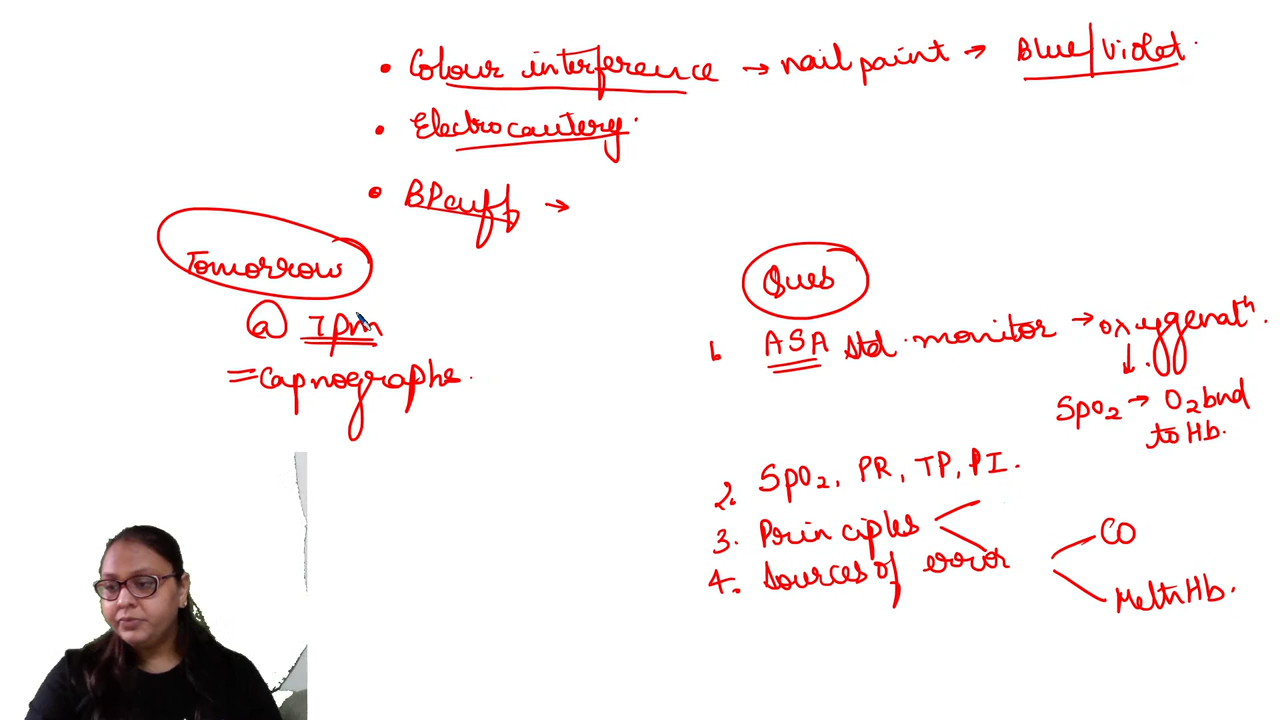 • Colour interference → nail paint → Blue/Violet.
• Electrocautery.
• BP cuff →
Tomorrow
@ 7pm
= Capnographs.
Ques
1. ASA Std. monitor → oxygenatⁿ.
↓
SpO₂ → O₂ bnd
to Hb.
2. SpO₂, PR, TP, PI.
3. Principles
4. Sources of error
CO
MethHb.